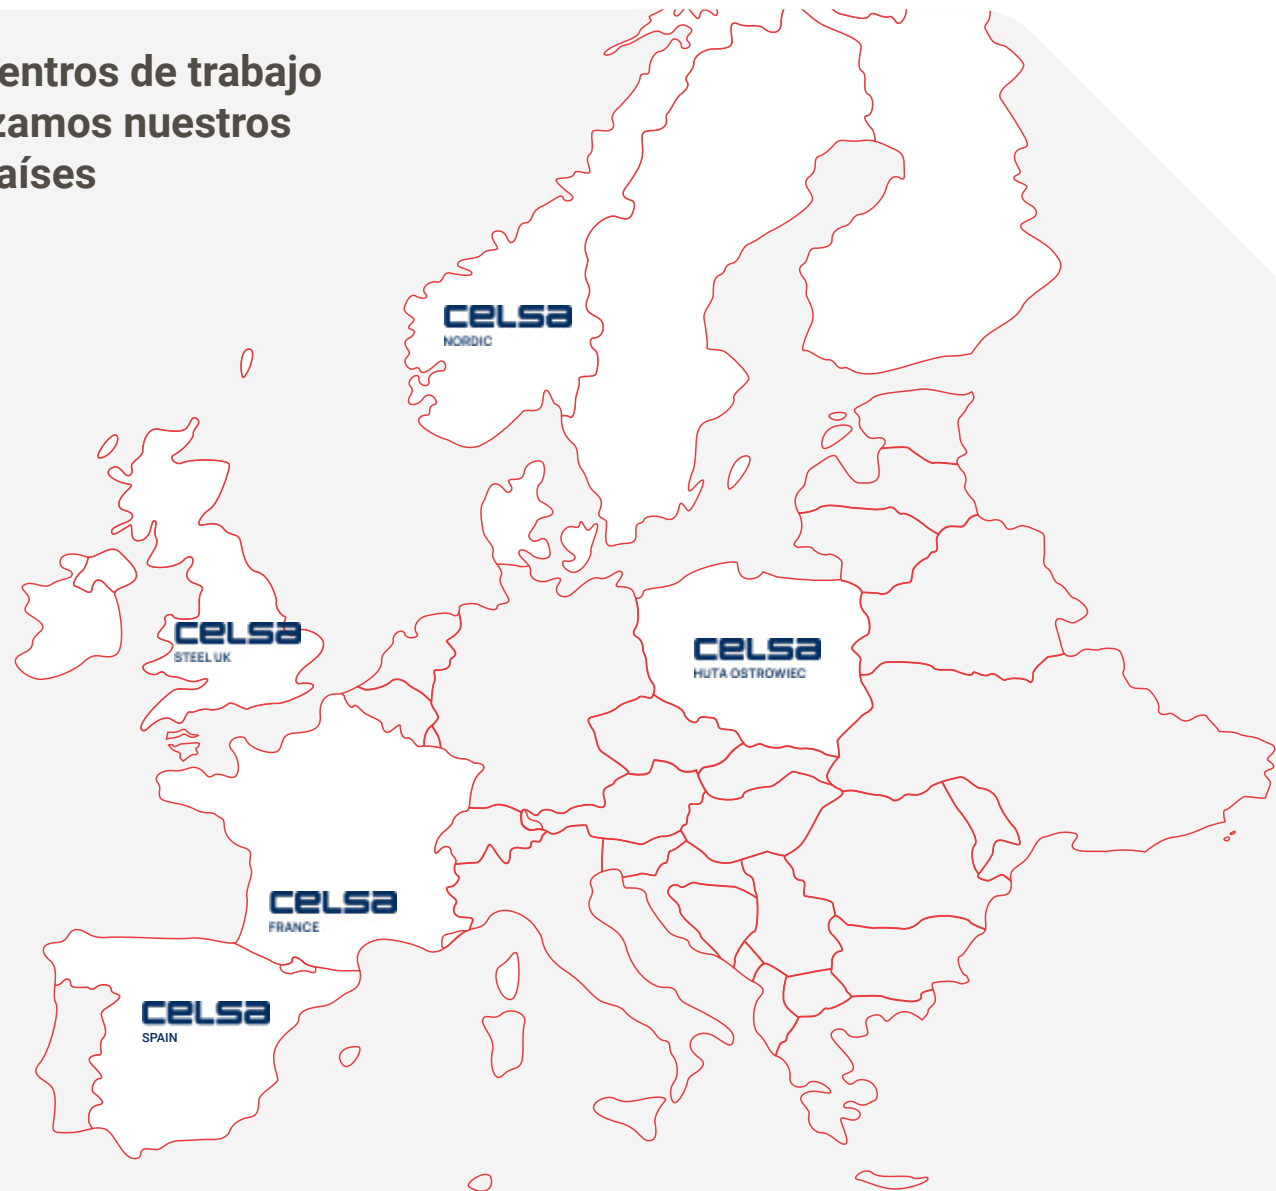 entros de trabajo
zamos nuestros
aíses
CELSA
NORDIC
CELSA
STEEL UK
CELSA
HUTA OSTROWIEC
CELSA
FRANCE
CELSA
SPAIN